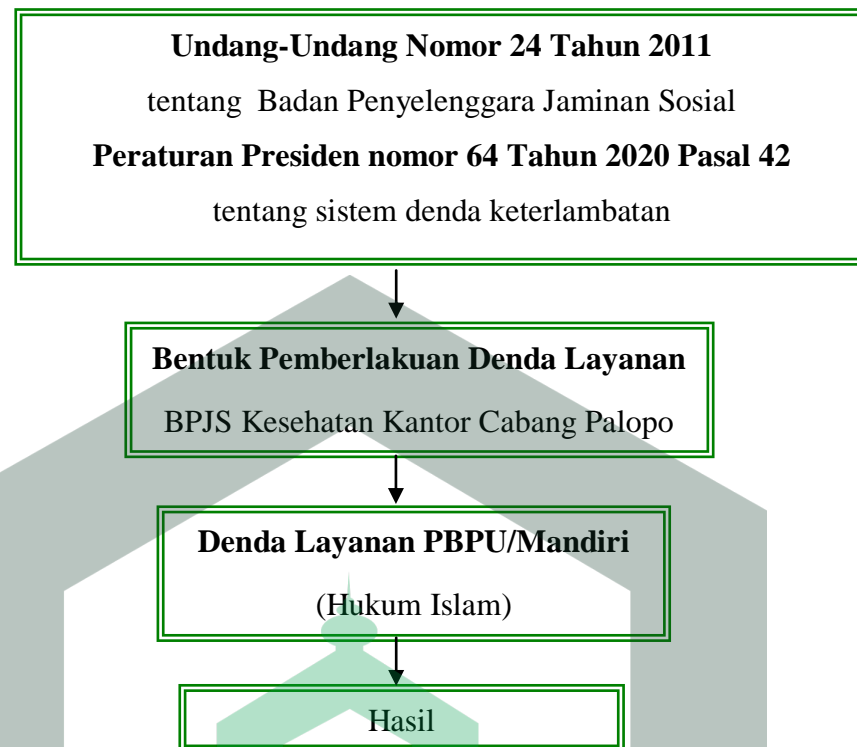 Undang-Undang Nomor 24 Tahun 2011
tentang Badan Penyelenggara Jaminan Sosial
Peraturan Presiden nomor 64 Tahun 2020 Pasal 42
tentang sistem denda keterlambatan
Bentuk Pemberlakuan Denda Layanan
BPJS Kesehatan Kantor Cabang Palopo
Denda Layanan PBPU/Mandiri
(Hukum Islam)
Hasil